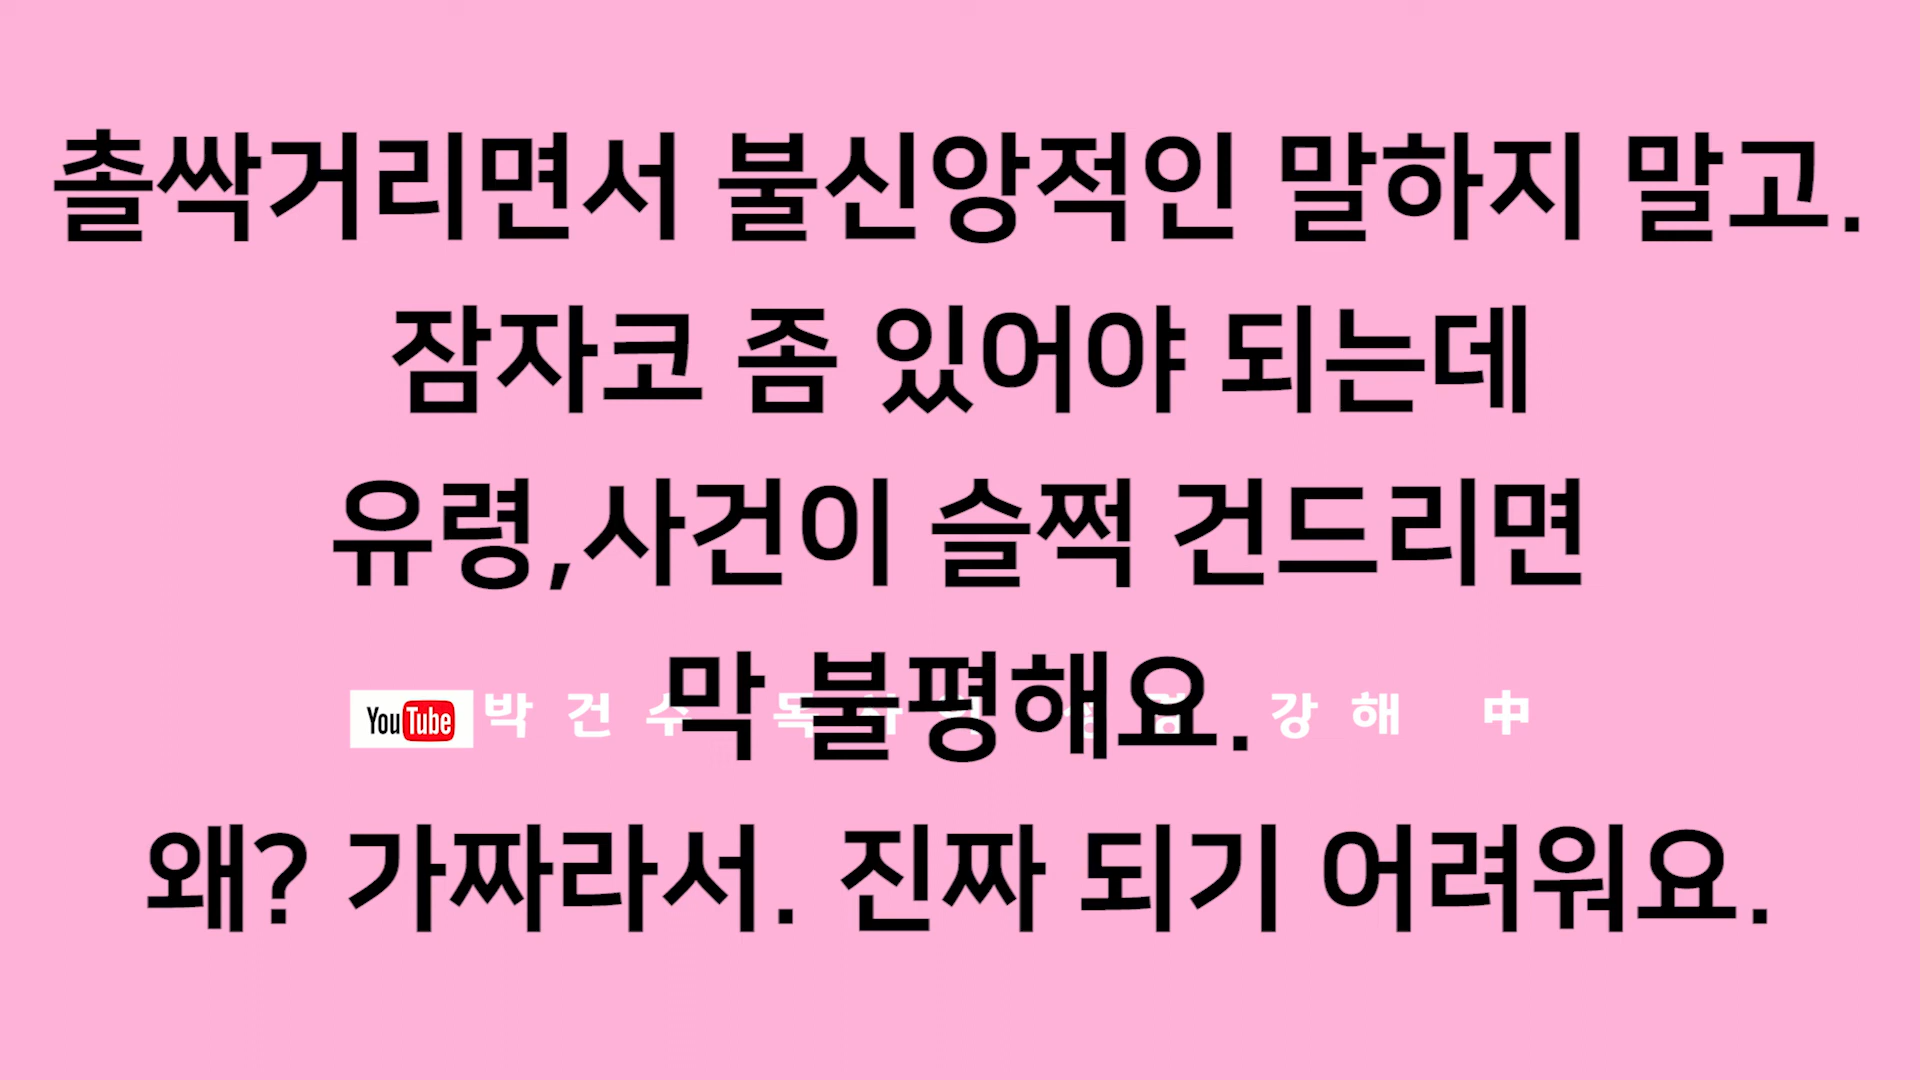 촐싹거리면서 불신앙적인 말하지 말고.
잠자코 좀 있어야 되는데
유령,사건이 슬쩍 건드리면
막 불평해요.
YouTube 박건수 강해 中
왜? 가짜라서. 진짜 되기 어려워요.